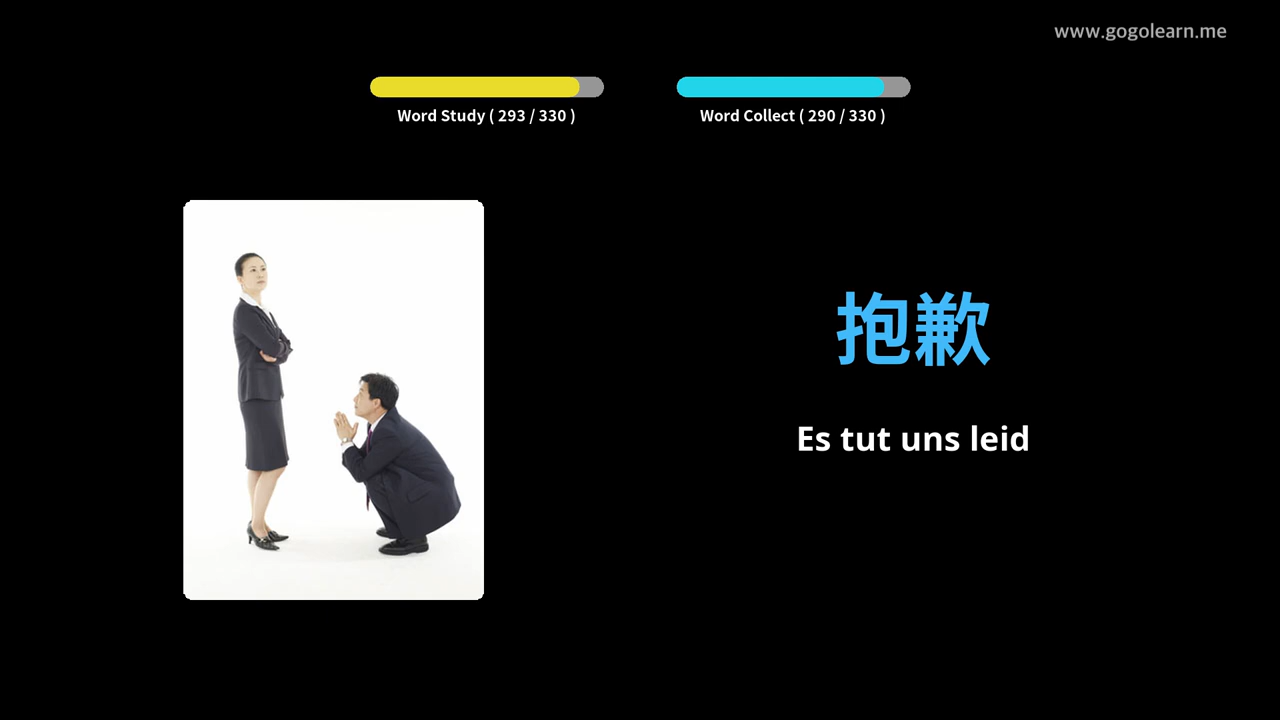 www.gogolearn.me
Word Study ( 293 / 330 )
Word Collect ( 290 / 330 )
抱歉
Es tut uns leid